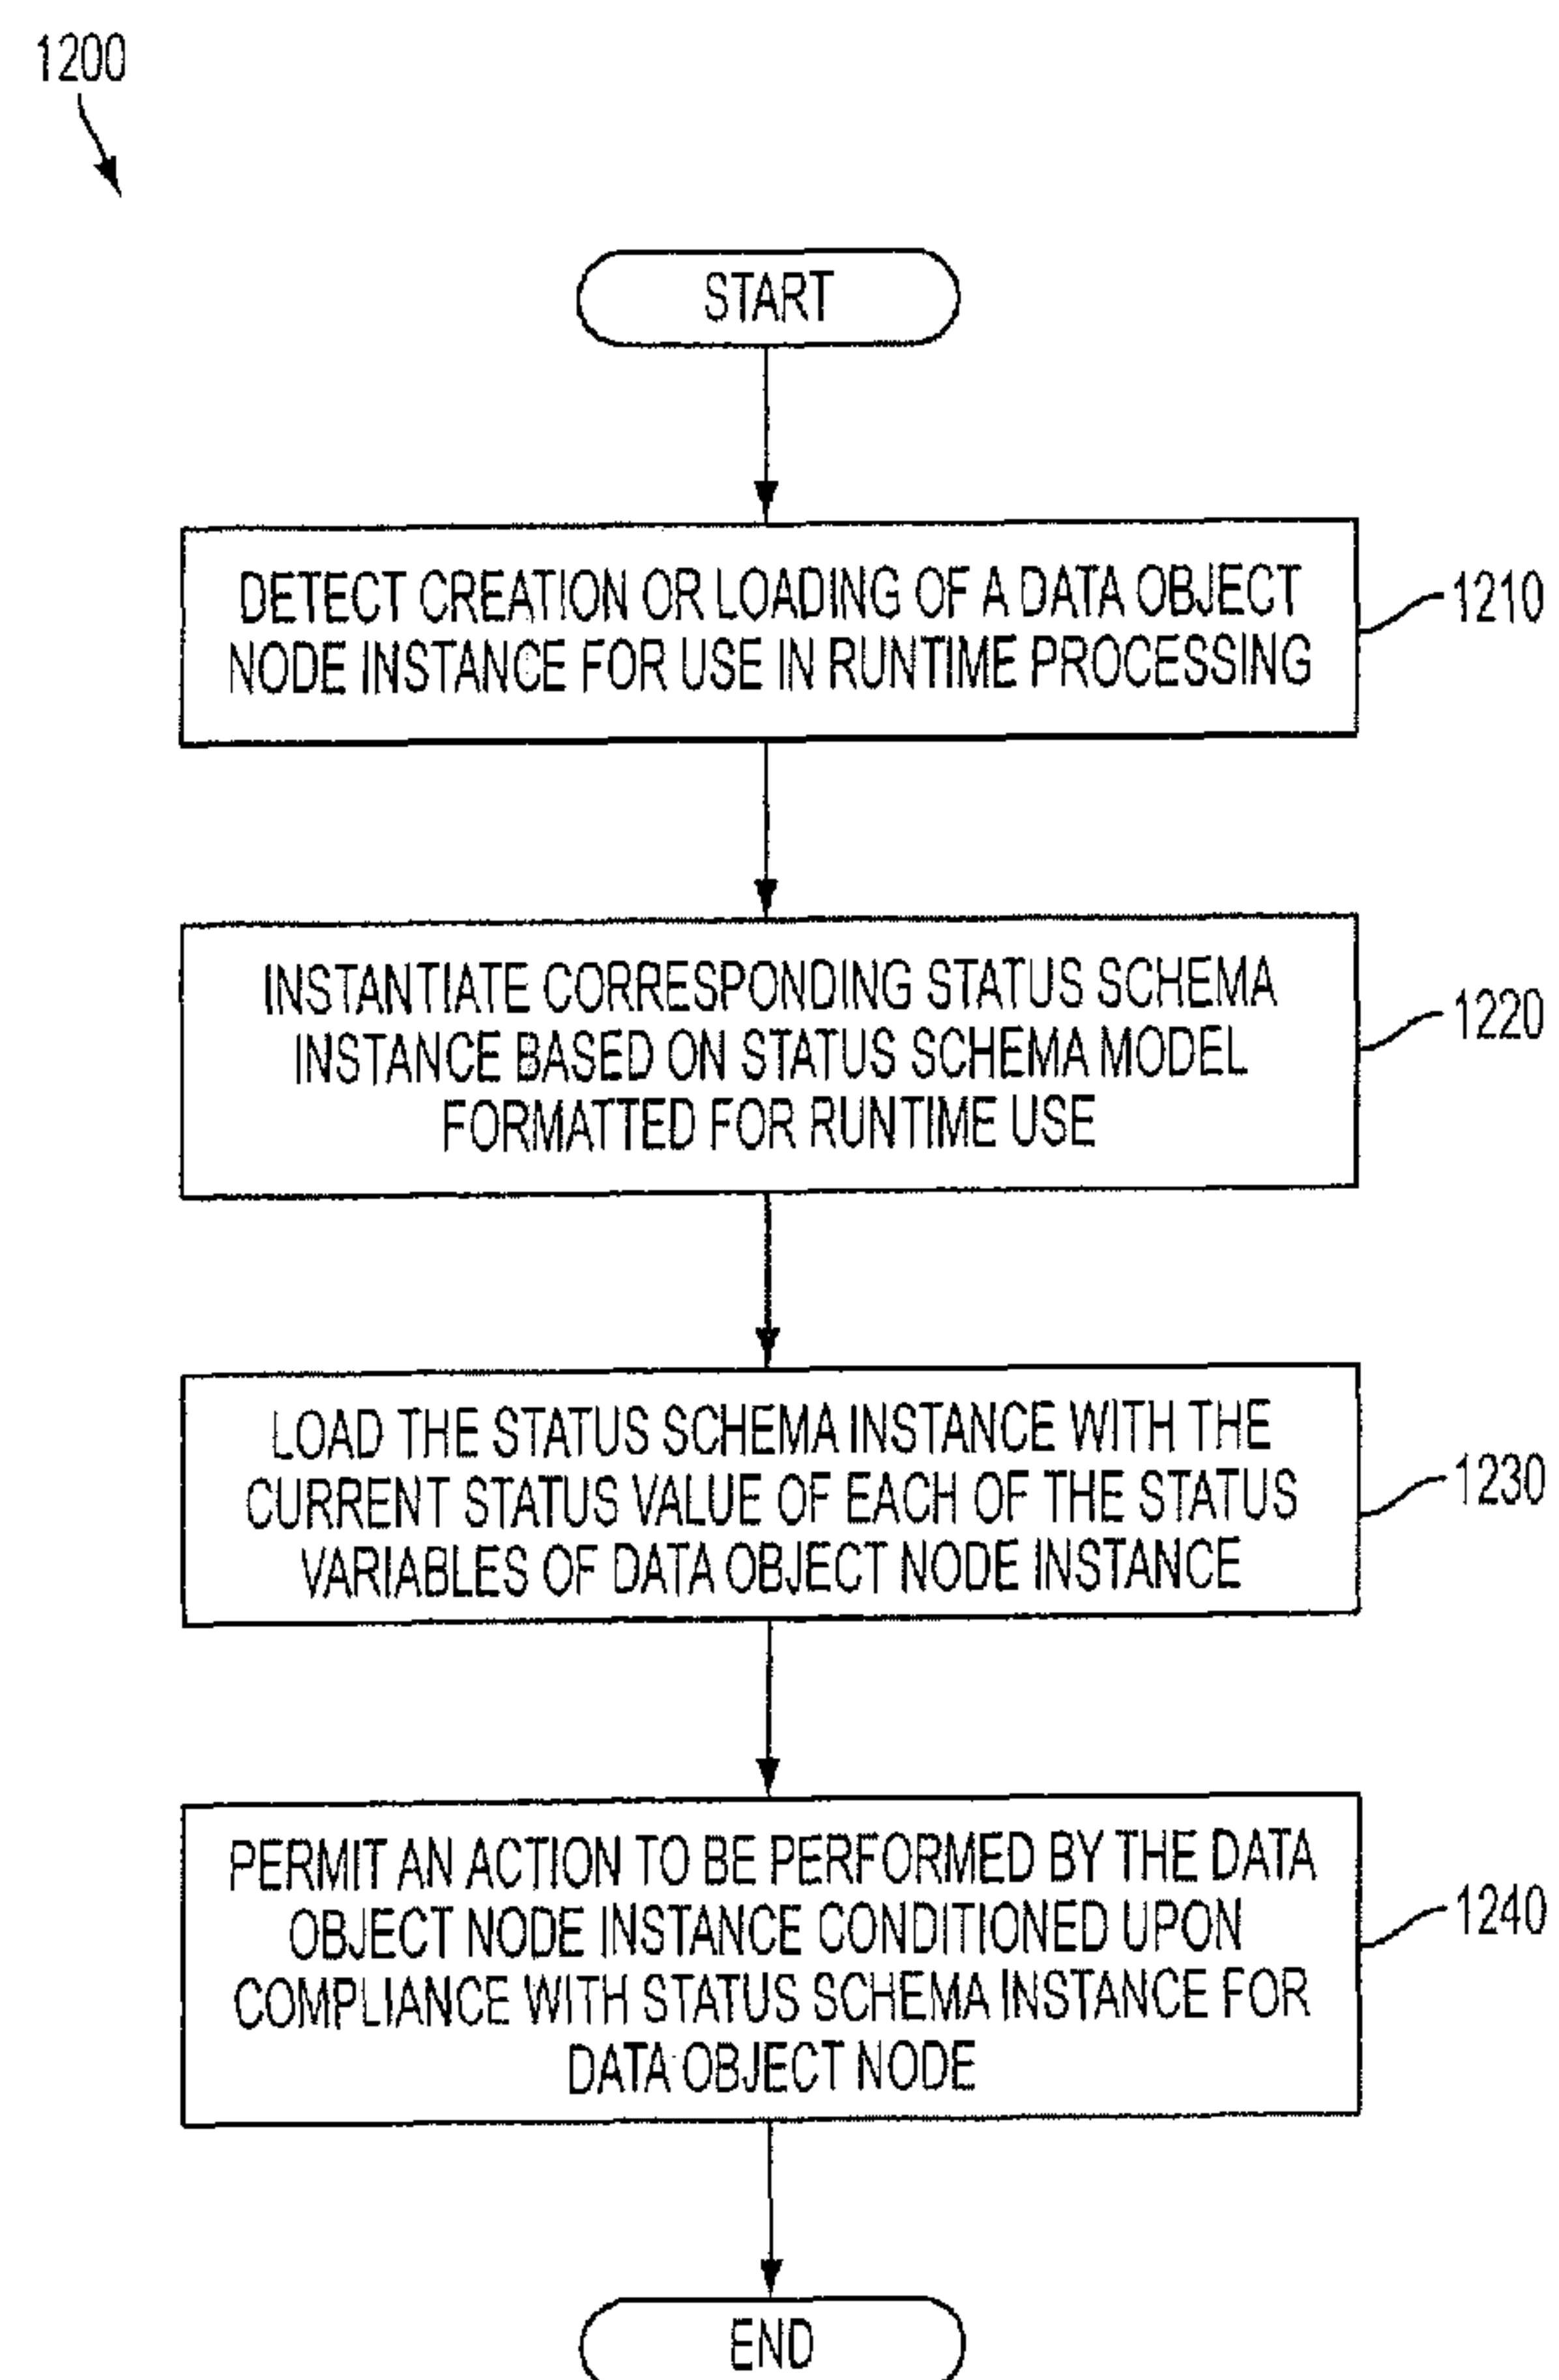 1200
START
DETECT CREATION OR LOADING OF A DATA OBJECT
NODE INSTANCE FOR USE IN RUNTIME PROCESSING
1210
INSTANTIATE CORRESPONDING STATUS SCHEMA
INSTANCE BASED ON STATUS SCHEMA MODEL
FORMATTED FOR RUNTIME USE
1220
LOAD THE STATUS SCHEMA INSTANCE WITH THE
CURRENT STATUS VALUE OF EACH OF THE STATUS
VARIABLES OF DATA OBJECT NODE INSTANCE
1230
PERMIT AN ACTION TO BE PERFORMED BY THE DATA
OBJECT NODE INSTANCE CONDITIONED UPON
COMPLIANCE WITH STATUS SCHEMA INSTANCE FOR
DATA OBJECT NODE
1240
END